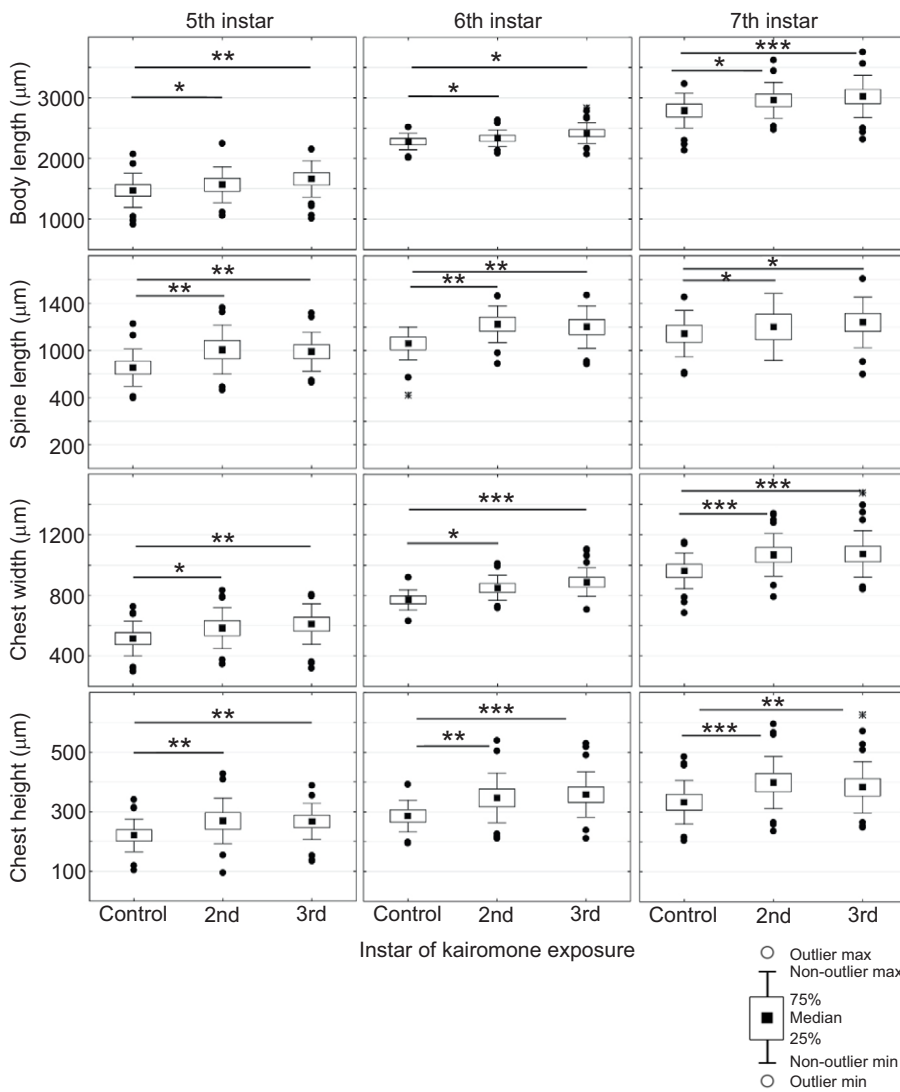 5th instar 6th instar 7th instar
Body length (μm)
3000
2000
1000
** * * * *** *
Spine length (μm)
1400
1000
400
200
** ** ** ** * *
Chest width (μm)
1200
800
400
** * *** * *** ***
Chest height (μm)
500
300
100
** ** *** ** ** ***
Control 2nd 3rd Control 2nd 3rd Control 2nd 3rd
Instar of kairomone exposure
Outlier max
Non-outlier max
75%
Median
25%
Non-outlier min
Outlier min